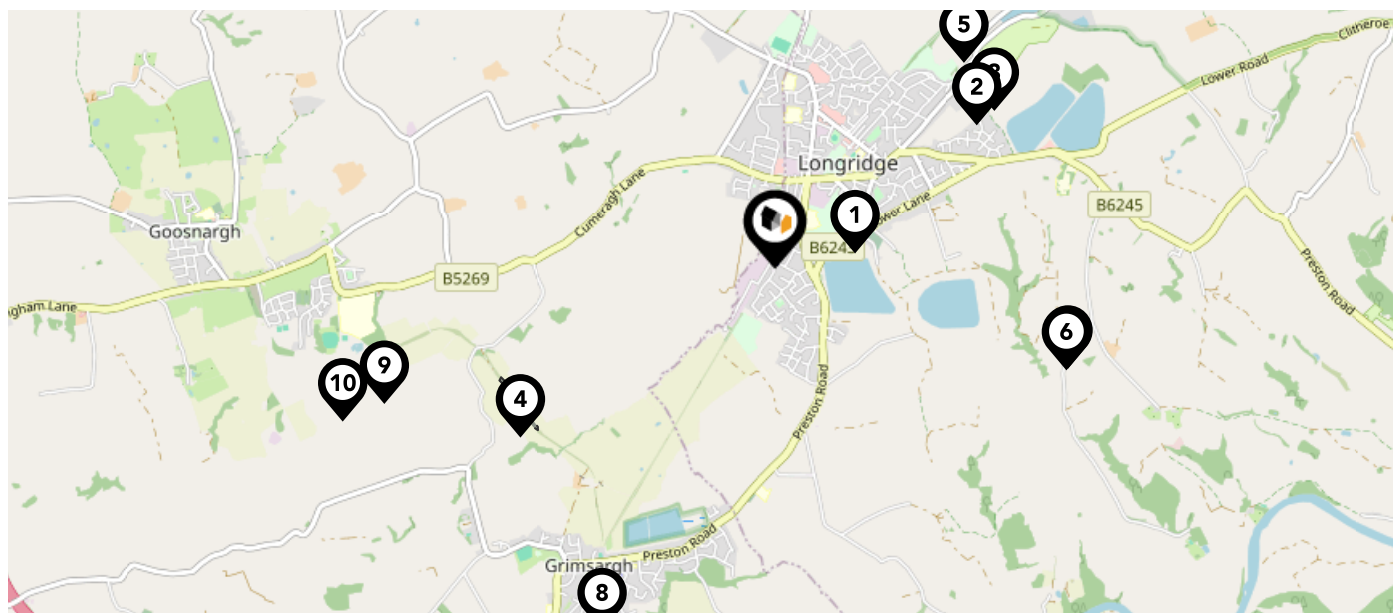 5
3
2
Clitheroe
Lower Road
Longridge
Cumeragh Lane
1
Lower Lane
B6245
B6243
Goosnargh
B5269
Preston Road
gham Lane
6
9
10
4
Preston Road
Preston Road
Grimsargh
8